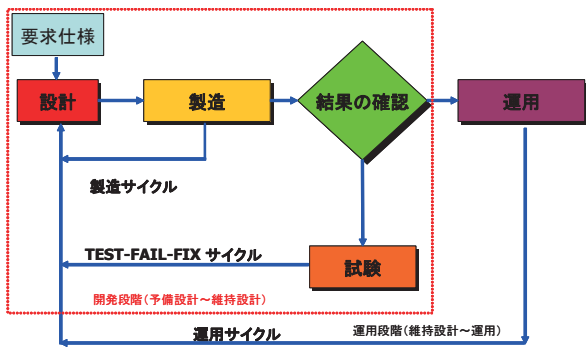 要求仕様
設計
製造
結果の確認
運用
製造サイクル
TEST-FAIL-FIX サイクル
試験
開発段階(予備設計～維持設計)
運用サイクル
運用段階(維持設計～運用)